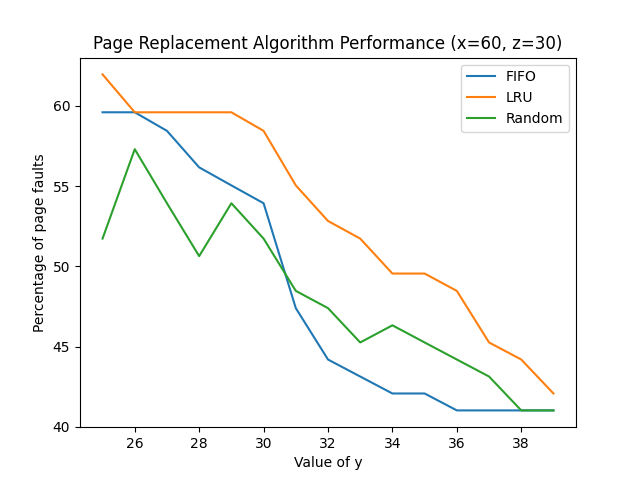 Page Replacement Algorithm Performance (x=60, z=30)
FIFO
LRU
Random
Percentage of page faults
60
55
50
45
40
26 28 30 32 34 36 38
Value of y